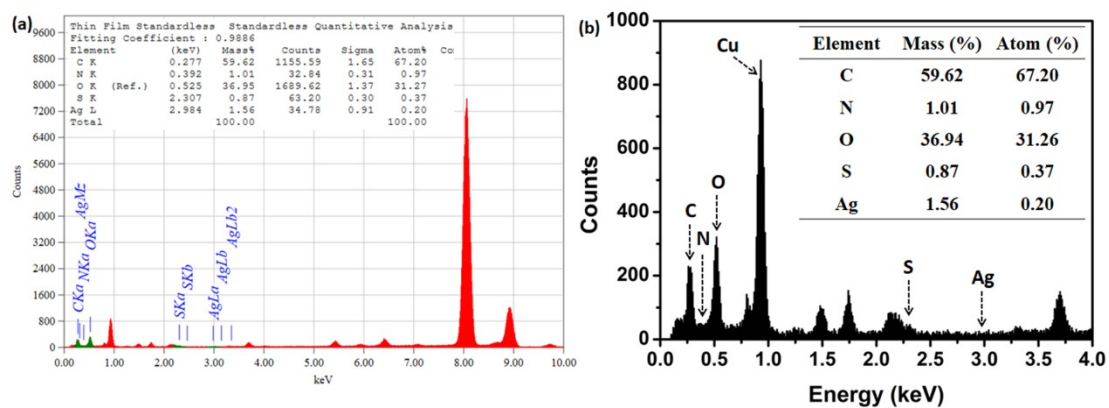 (a)
Thin Film Standardless Standardless Quantitative Analysis
Fitting Coefficient : 0.9886
Element (keV) Mass% Counts Sigma Atom% Co
C K 0.277 59.62 1155.59 1.65 67.20
N K 0.392 1.01 32.84 0.31 0.97
O K (Ref.) 0.525 36.95 1689.62 1.37 31.27
S K 2.307 0.87 63.20 0.30 0.37
Ag L 2.984 1.56 34.78 0.91 0.20
Total 100.00 100.00
9600
8800
8000
7200
6400
5600
4800
4000
3200
2400
1600
800
0
Counts
CKa NKa OKa AgMz
SKa SKb
AgLa AgLb AgLb2
0.00 1.00 2.00 3.00 4.00 5.00 6.00 7.00 8.00 9.00 10.00
keV
(b)
1000
800
600
400
200
0
Counts
Cu
C
N
O
S
Ag
Element Mass (%) Atom (%)
C 59.62 67.20
N 1.01 0.97
O 36.94 31.26
S 0.87 0.37
Ag 1.56 0.20
0.0 0.5 1.0 1.5 2.0 2.5 3.0 3.5 4.0
Energy (keV)